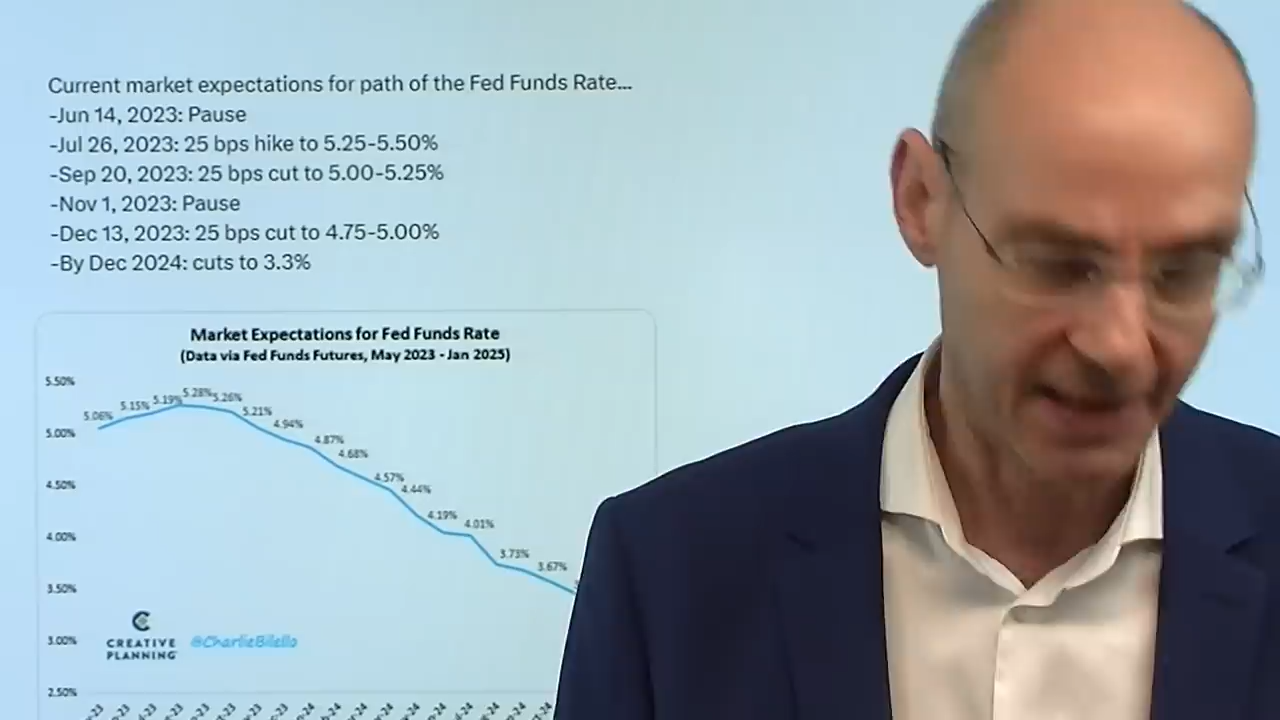 Current market expectations for path of the Fed Funds Rate...
-Jun 14, 2023: Pause
-Jul 26, 2023: 25 bps hike to 5.25-5.50%
-Sep 20, 2023: 25 bps cut to 5.00-5.25%
-Nov 1, 2023: Pause
-Dec 13, 2023: 25 bps cut to 4.75-5.00%
-By Dec 2024: cuts to 3.3%
Market Expectations for Fed Funds Rate
(Data via Fed Funds Futures, May 2023 - Jan 2025)
5.50%
5.06% 5.15% 5.19% 5.28% 5.26%
5.21%
4.94%
5.00%
4.87%
4.68%
4.50%
4.57%
4.44%
4.19% 4.01%
4.00%
3.73%
3.67%
3.50%
3.00%
CREATIVE
PLANNING
@CharlieBilello
2.50%